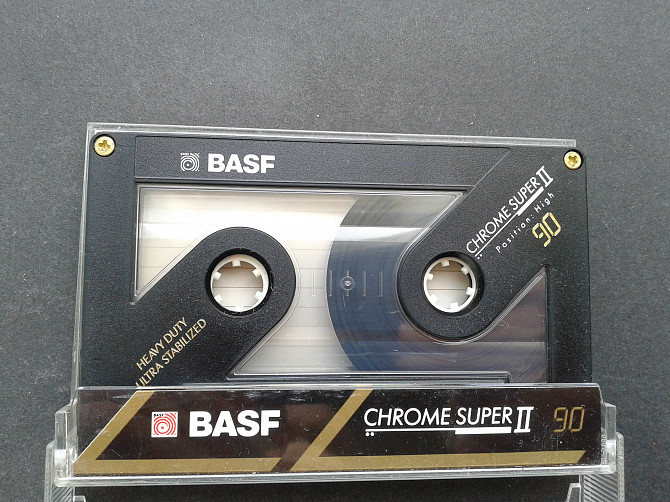 BASF
CHROME SUPER II
Position: High
90
HEAVY DUTY
ULTRA STABILIZED
BASF
CHROME SUPER II 90